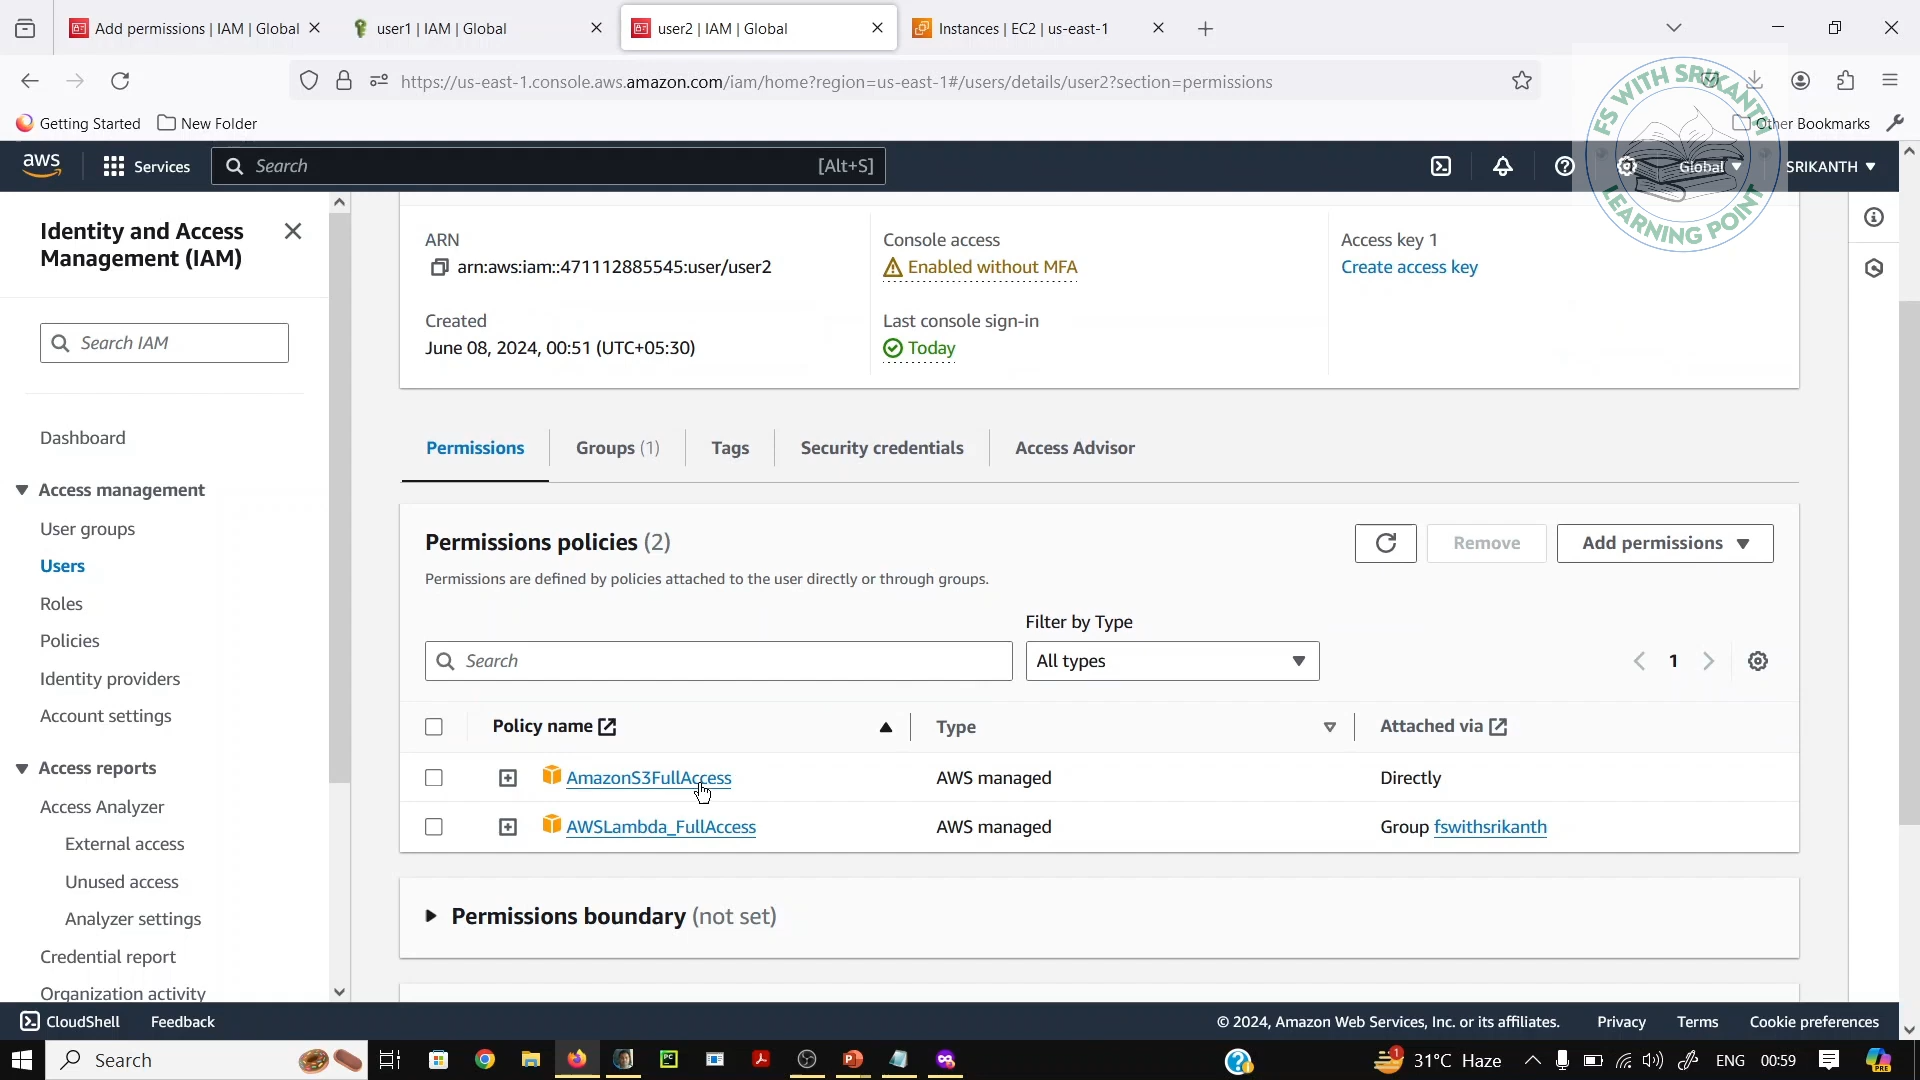 Add permissions | IAM | Global
user1 | IAM | Global
user2 | IAM | Global
Instances | EC2 | us-east-1
https://us-east-1.console.aws.amazon.com/iam/home?region=us-east-1#/users/details/user2?section=permissions
Getting Started
New Folder
Other Bookmarks
FS WITH SRIKANTH
LEARNING POINT
aws
Services
Search
[Alt+S]
Global
SRIKANTH
Identity and Access
Management (IAM)
Search IAM
Dashboard
Access management
User groups
Users
Roles
Policies
Identity providers
Account settings
Access reports
Access Analyzer
External access
Unused access
Analyzer settings
Credential report
Organization activity
ARN
arn:aws:iam::471112885545:user/user2
Console access
Enabled without MFA
Access key 1
Create access key
Created
June 08, 2024, 00:51 (UTC+05:30)
Last console sign-in
Today
Permissions
Groups (1)
Tags
Security credentials
Access Advisor
Permissions policies (2)
Remove
Add permissions
Permissions are defined by policies attached to the user directly or through groups.
Filter by Type
Search
All types
1
Policy name
Type
Attached via
AmazonS3FullAccess
AWS managed
Directly
AWSLambda_FullAccess
AWS managed
Group fswithsrikanth
Permissions boundary (not set)
CloudShell
Feedback
© 2024, Amazon Web Services, Inc. or its affiliates.
Privacy
Terms
Cookie preferences
Search
31°C Haze
ENG
00:59